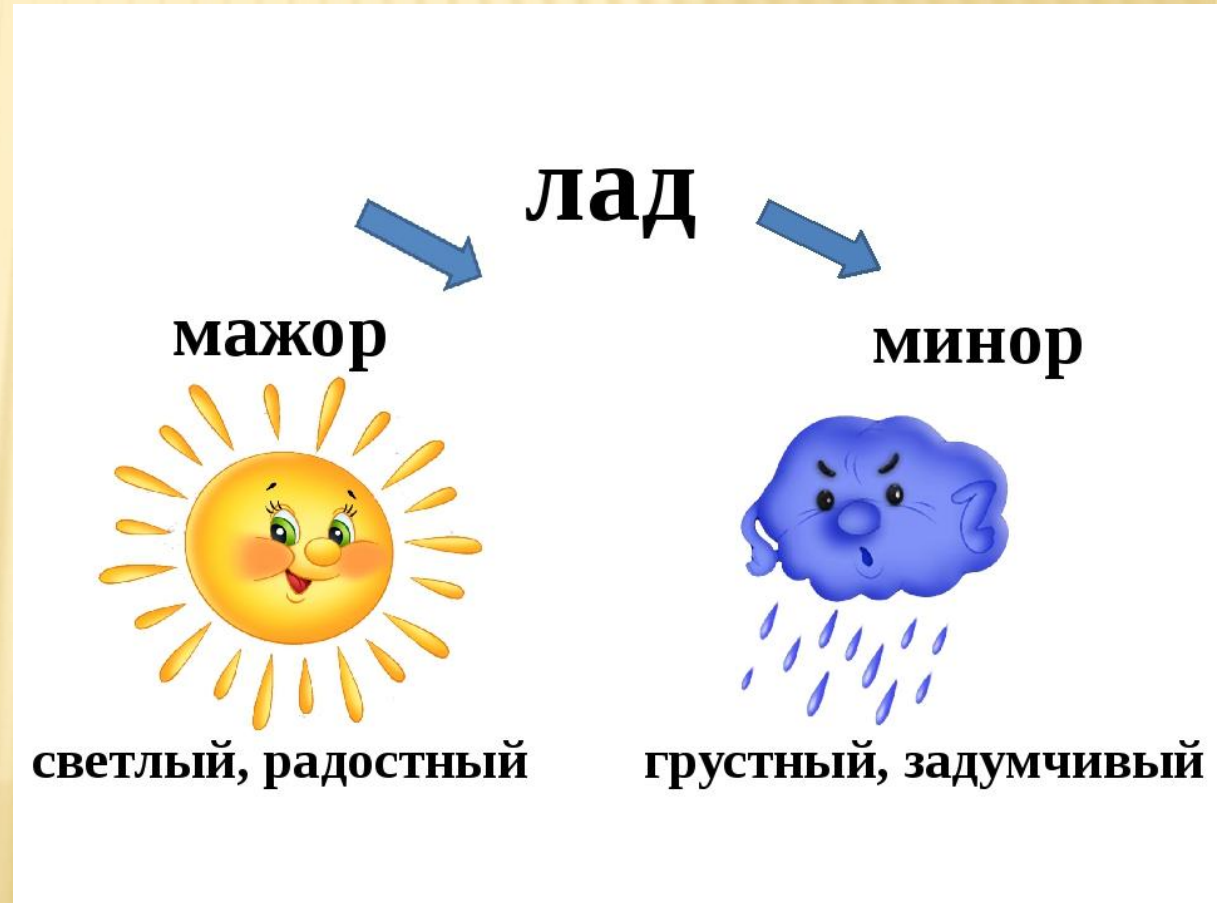 лад
мажор
минор
светлый, радостный
грустный, задумчивый